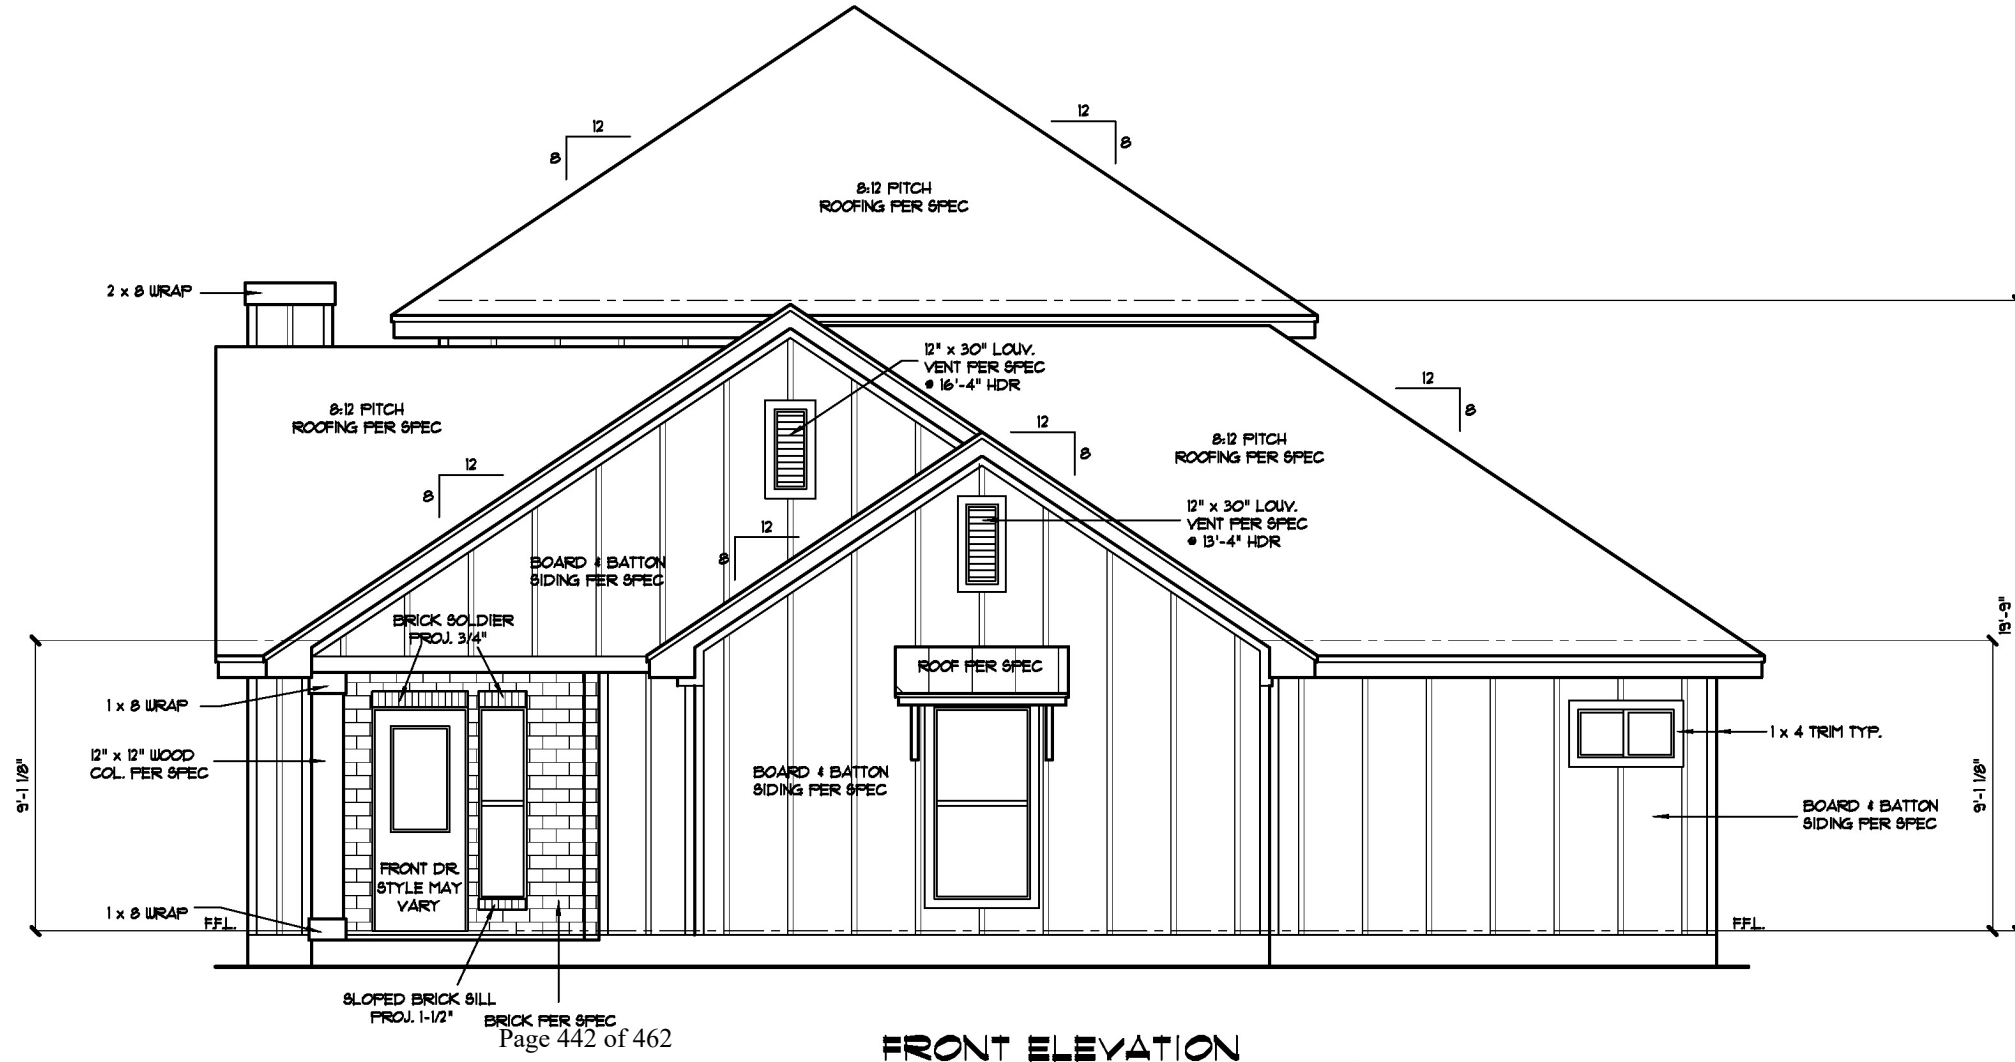 12
8
12
8
8:12 PITCH
ROOFING PER SPEC
2 x 8 WRAP
12" x 30" LOUV.
VENT PER SPEC
@ 16'-4" HDR
12
8
8:12 PITCH
ROOFING PER SPEC
12
8
8:12 PITCH
ROOFING PER SPEC
12
8
12" x 30" LOUV.
VENT PER SPEC
@ 13'-4" HDR
12
8
BOARD & BATTON
SIDING PER SPEC
BRICK SOLDIER
PROJ. 3/4"
19'-9"
ROOF PER SPEC
1 x 8 WRAP
1 x 4 TRIM TYP.
12" x 12" WOOD
COL. PER SPEC
9'-1 1/8"
BOARD & BATTON
SIDING PER SPEC
9'-1 1/8"
BOARD & BATTON
SIDING PER SPEC
FRONT DR.
STYLE MAY
VARY
1 x 8 WRAP
F.F.L.
F.F.L.
SLOPED BRICK SILL
PROJ. 1-1/2"
BRICK PER SPEC
Page 442 of 462
FRONT ELEVATION